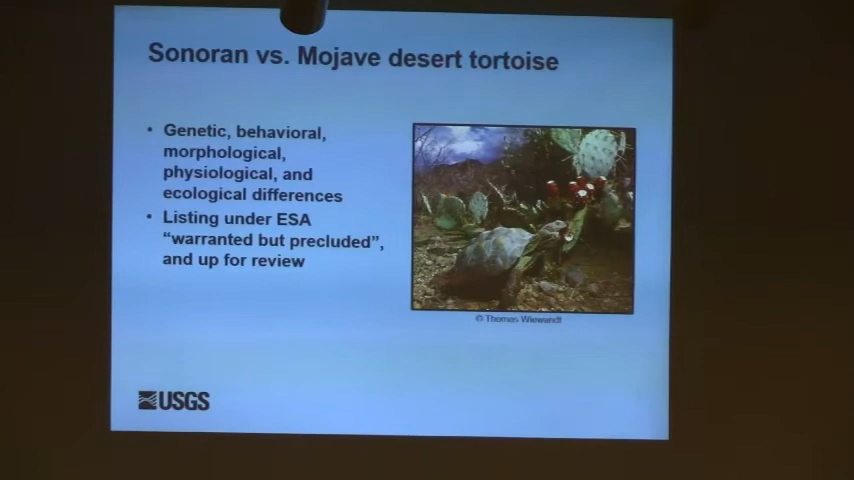 Sonoran vs. Mojave desert tortoise
• Genetic, behavioral,
morphological,
physiological, and
ecological differences
• Listing under ESA
“warranted but precluded”,
and up for review
© Thomas Wiewandt
USGS